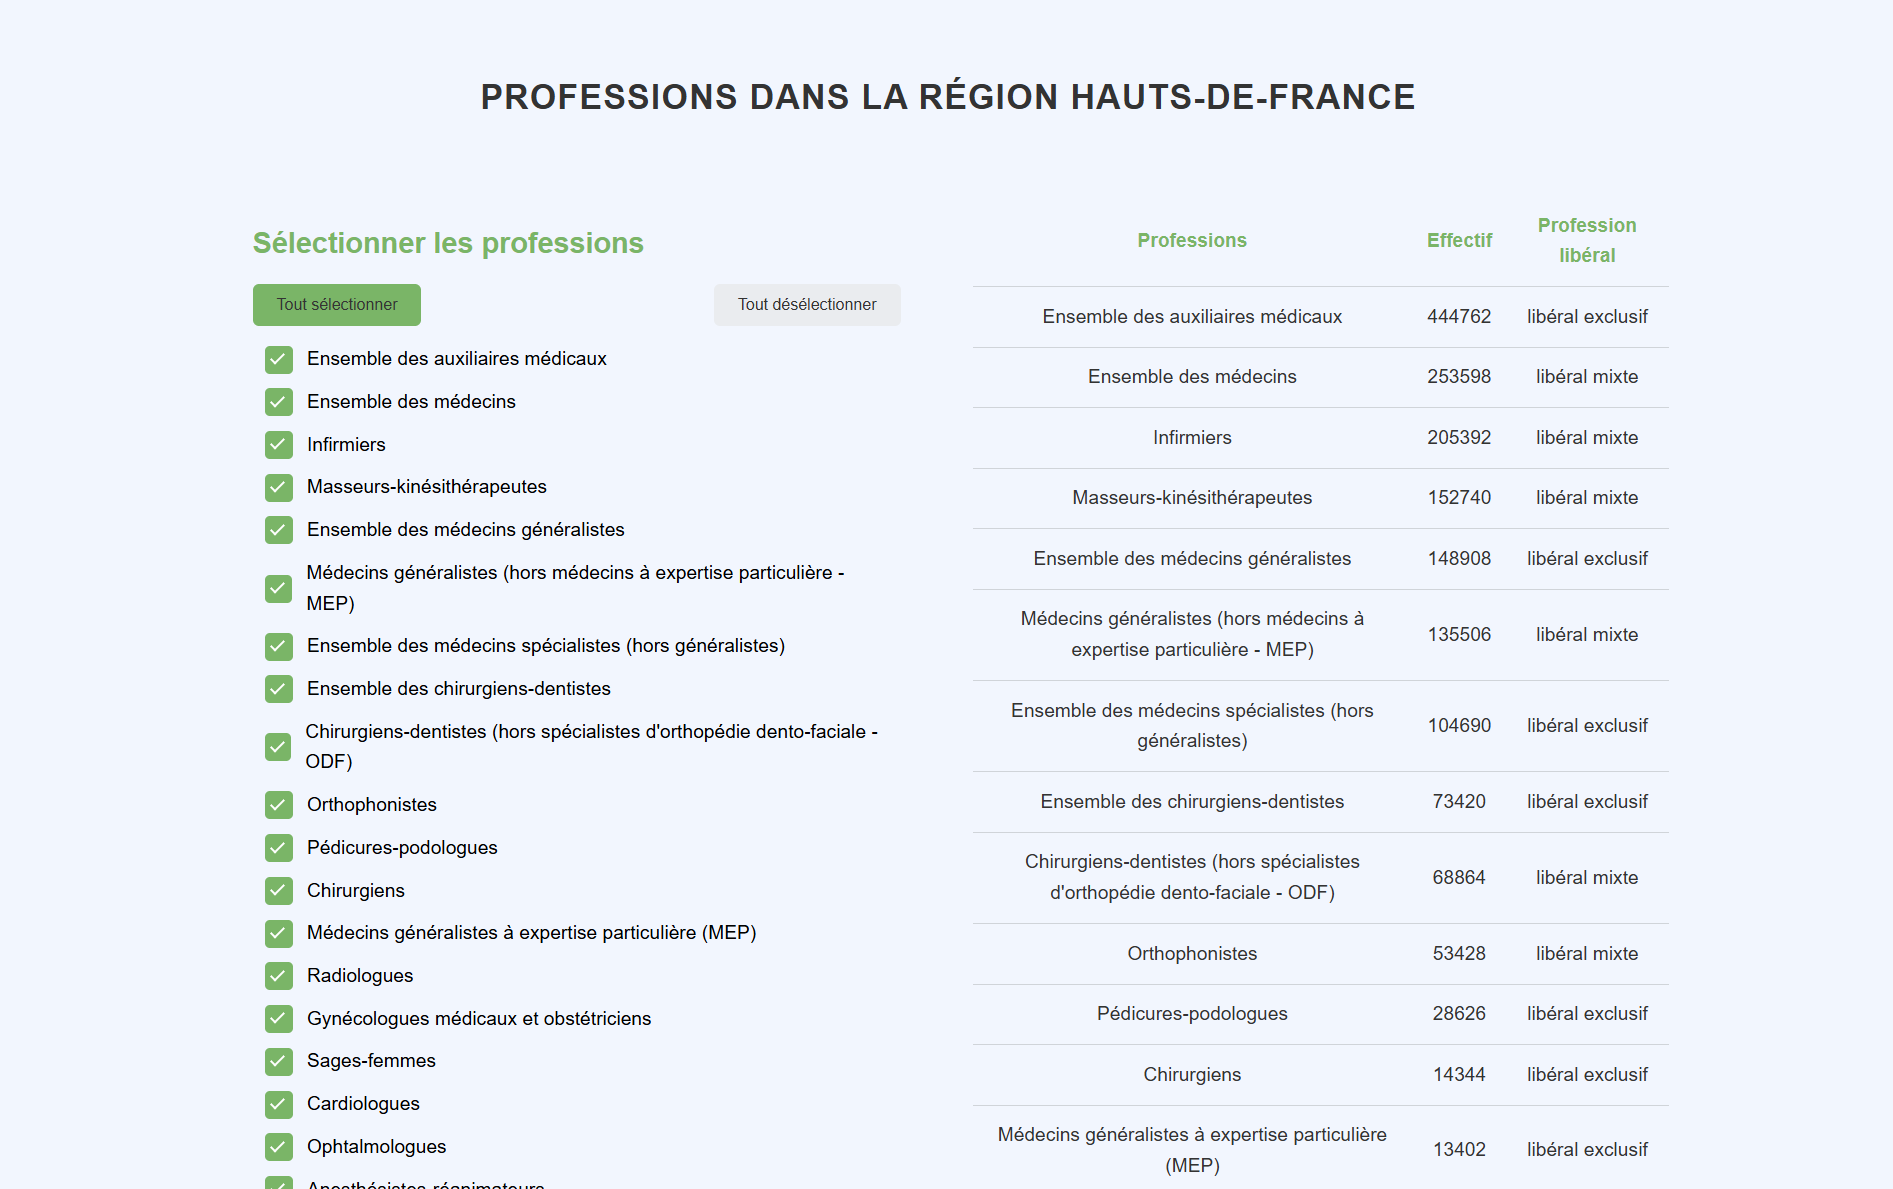 PROFESSIONS DANS LA RÉGION HAUTS-DE-FRANCE
Sélectionner les professions
Tout sélectionner
Tout désélectionner
Ensemble des auxiliaires médicaux
Ensemble des médecins
Infirmiers
Masseurs-kinésithérapeutes
Ensemble des médecins généralistes
Médecins généralistes (hors médecins à expertise particulière -
MEP)
Ensemble des médecins spécialistes (hors généralistes)
Ensemble des chirurgiens-dentistes
Chirurgiens-dentistes (hors spécialistes d'orthopédie dento-faciale -
ODF)
Orthophonistes
Pédicures-podologues
Chirurgiens
Médecins généralistes à expertise particulière (MEP)
Radiologues
Gynécologues médicaux et obstétriciens
Sages-femmes
Cardiologues
Ophtalmologues
Anesthésistes-réanimateurs
Professions Effectif Profession
libéral
Ensemble des auxiliaires médicaux 444762 libéral exclusif
Ensemble des médecins 253598 libéral mixte
Infirmiers 205392 libéral mixte
Masseurs-kinésithérapeutes 152740 libéral mixte
Ensemble des médecins généralistes 148908 libéral exclusif
Médecins généralistes (hors médecins à
expertise particulière - MEP) 135506 libéral mixte
Ensemble des médecins spécialistes (hors
généralistes) 104690 libéral exclusif
Ensemble des chirurgiens-dentistes 73420 libéral exclusif
Chirurgiens-dentistes (hors spécialistes
d'orthopédie dento-faciale - ODF) 68864 libéral mixte
Orthophonistes 53428 libéral mixte
Pédicures-podologues 28626 libéral exclusif
Chirurgiens 14344 libéral exclusif
Médecins généralistes à expertise particulière
(MEP) 13402 libéral exclusif